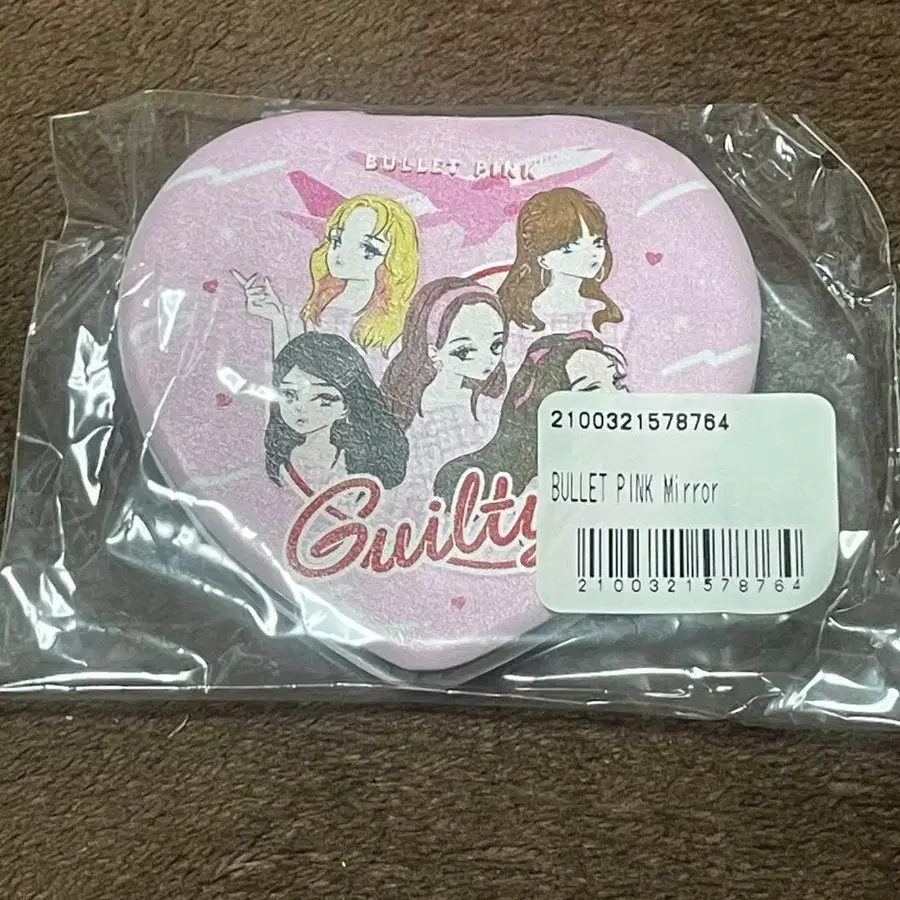 BULLET PINK
Guilty
2100321578764
BULLET PINK Mirror
2100321578764